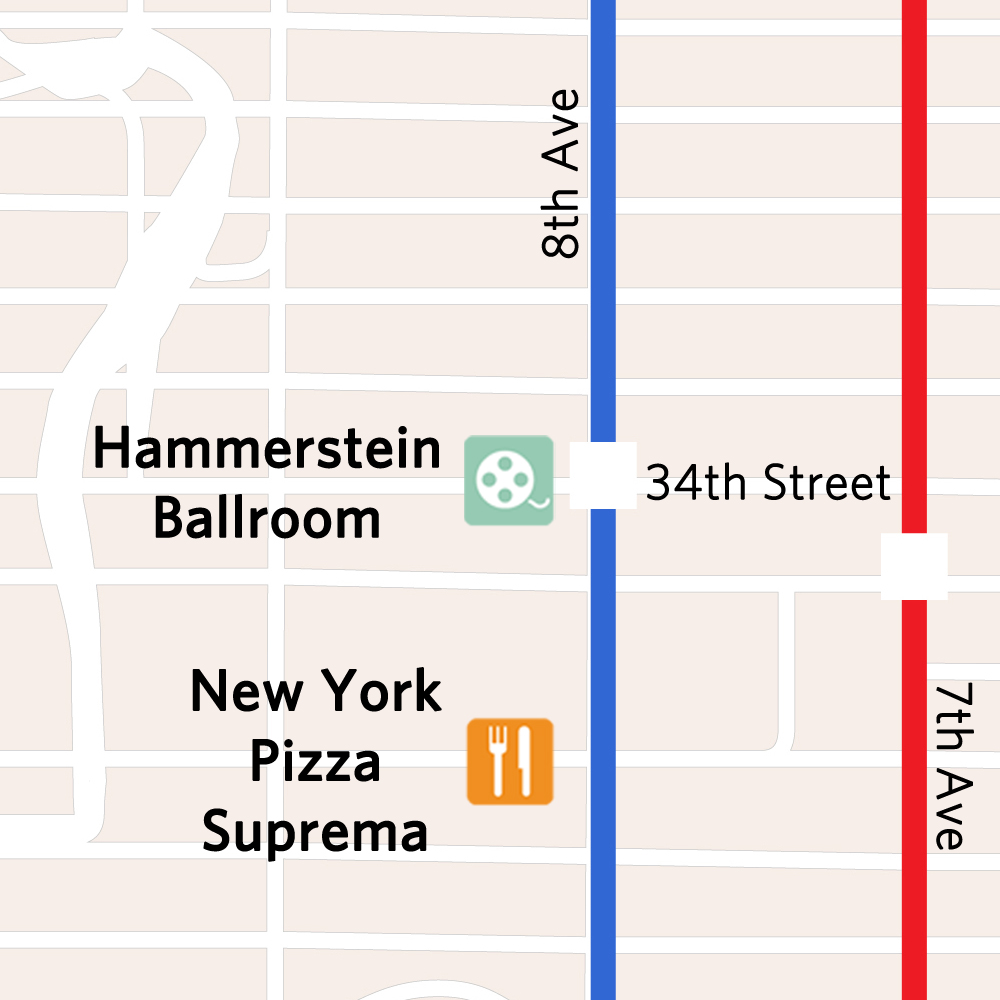 8th Ave
Hammerstein
Ballroom
34th Street
New York
Pizza
Suprema
7th Ave